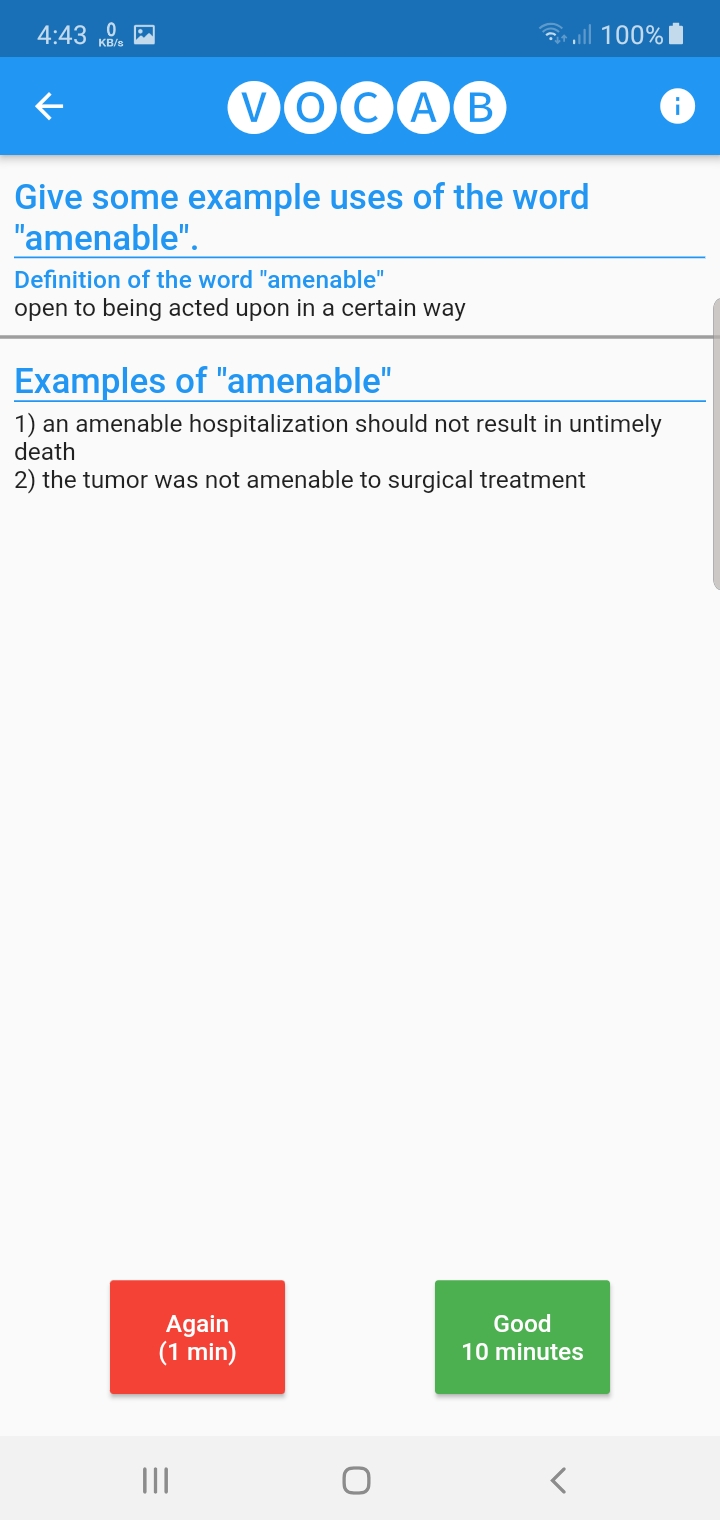 4:43 0 KB/s 100%
VOCAB
Give some example uses of the word
"amenable".
Definition of the word "amenable"
open to being acted upon in a certain way
Examples of "amenable"
1) an amenable hospitalization should not result in untimely
death
2) the tumor was not amenable to surgical treatment
Again
(1 min)
Good
10 minutes